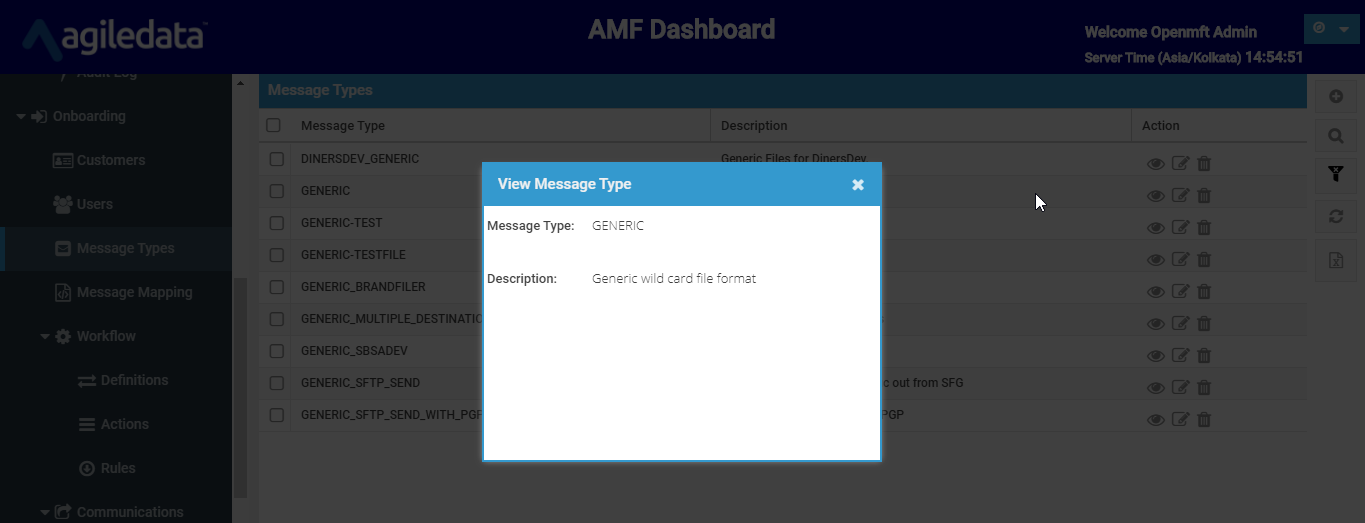 agiledata™
AMF Dashboard
Welcome Openmft Admin
Server Time (Asia/Kolkata) 14:54:51
Audit Log
Onboarding
Customers
Users
Message Types
Message Mapping
Workflow
Definitions
Actions
Rules
Communications
Message Types
Message Type Description Action
DINERSDEV_GENERIC Generic Files for DinersDev
GENERIC
GENERIC-TEST
GENERIC-TESTFILE
GENERIC_BRANDFILER
GENERIC_MULTIPLE_DESTINATIO
GENERIC_SBSADEV
GENERIC_SFTP_SEND c out from SFG
GENERIC_SFTP_SEND_WITH_PGP PGP
View Message Type
Message Type: GENERIC
Description: Generic wild card file format